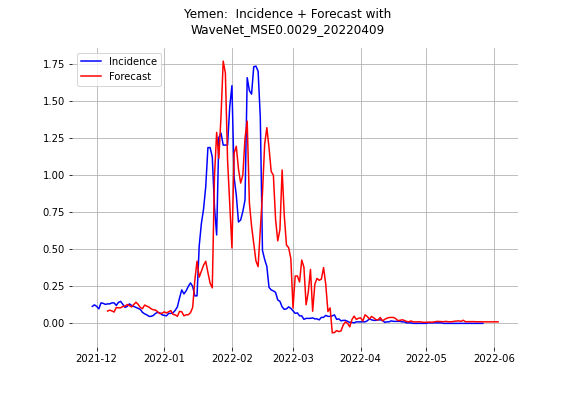 Yemen:  Incidence + Forecast with
WaveNet_MSE0.0029_20220409
Incidence
Forecast
1.75
1.50
1.25
1.00
0.75
0.50
0.25
0.00
2021-12 2022-01 2022-02 2022-03 2022-04 2022-05 2022-06